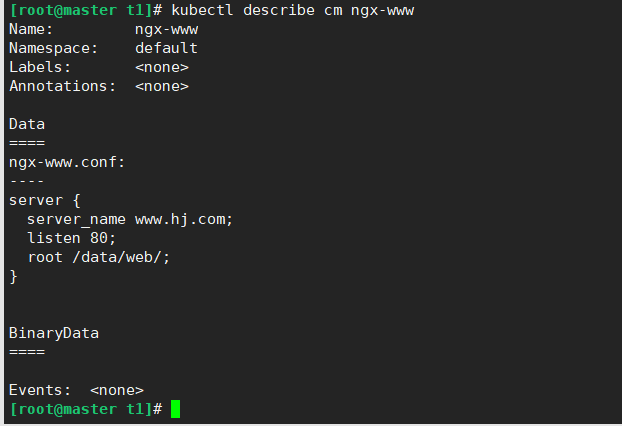 [root@master t1]# kubectl describe cm ngx-www
Name:         ngx-www
Namespace:    default
Labels:       <none>
Annotations:  <none>

Data
====
ngx-www.conf:
----
server {
  server_name www.hj.com;
  listen 80;
  root /data/web/;
}


BinaryData
====

Events:  <none>
[root@master t1]#